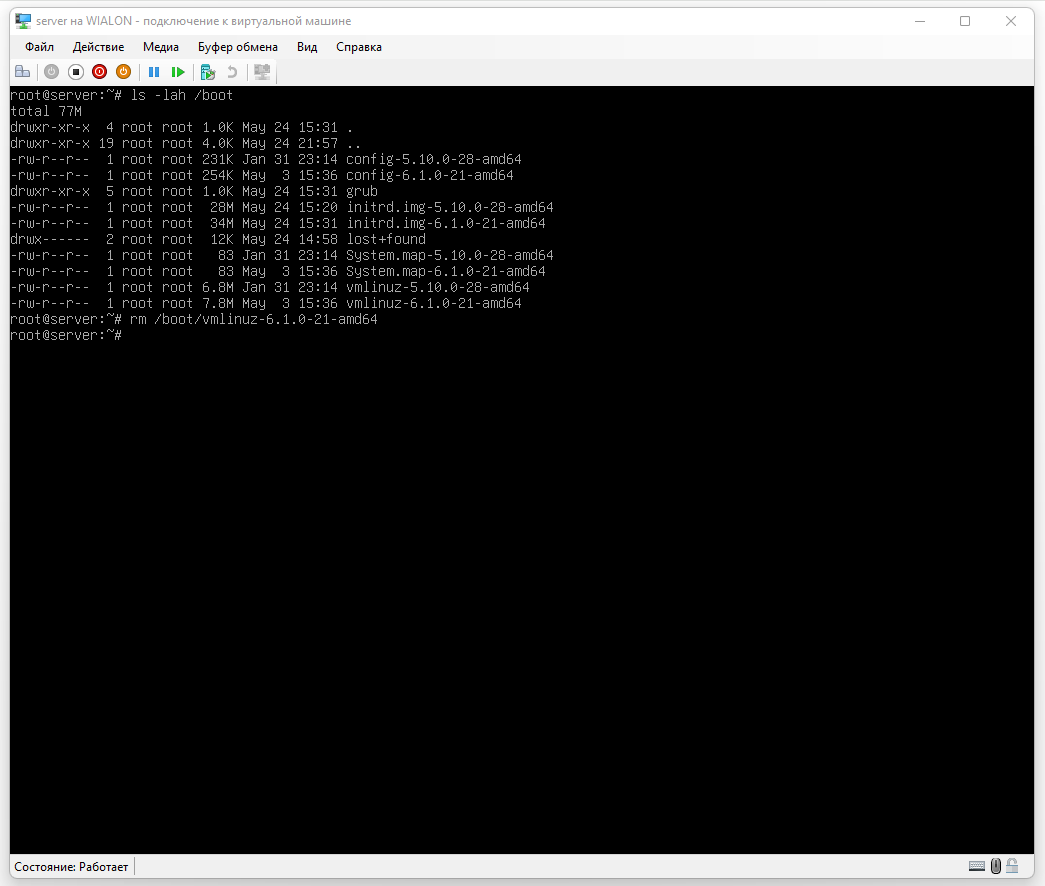 server на WIALON - подключение к виртуальной машине
Файл Действие Медиа Буфер обмена Вид Справка
root@server:~# ls -lah /boot
total 77M
drwxr-xr-x  4 root root 1.0K May 24 15:31 .
drwxr-xr-x 19 root root 4.0K May 24 21:57 ..
-rw-r--r--  1 root root 231K Jan 31 23:14 config-5.10.0-28-amd64
-rw-r--r--  1 root root 254K May  3 15:36 config-6.1.0-21-amd64
drwxr-xr-x  5 root root 1.0K May 24 15:31 grub
-rw-r--r--  1 root root  28M May 24 15:20 initrd.img-5.10.0-28-amd64
-rw-r--r--  1 root root  34M May 24 15:31 initrd.img-6.1.0-21-amd64
drwx------  2 root root  12K May 24 14:58 lost+found
-rw-r--r--  1 root root   83 Jan 31 23:14 System.map-5.10.0-28-amd64
-rw-r--r--  1 root root   83 May  3 15:36 System.map-6.1.0-21-amd64
-rw-r--r--  1 root root 6.8M Jan 31 23:14 vmlinuz-5.10.0-28-amd64
-rw-r--r--  1 root root 7.8M May  3 15:36 vmlinuz-6.1.0-21-amd64
root@server:~# rm /boot/vmlinuz-6.1.0-21-amd64
root@server:~#
Состояние: Работает